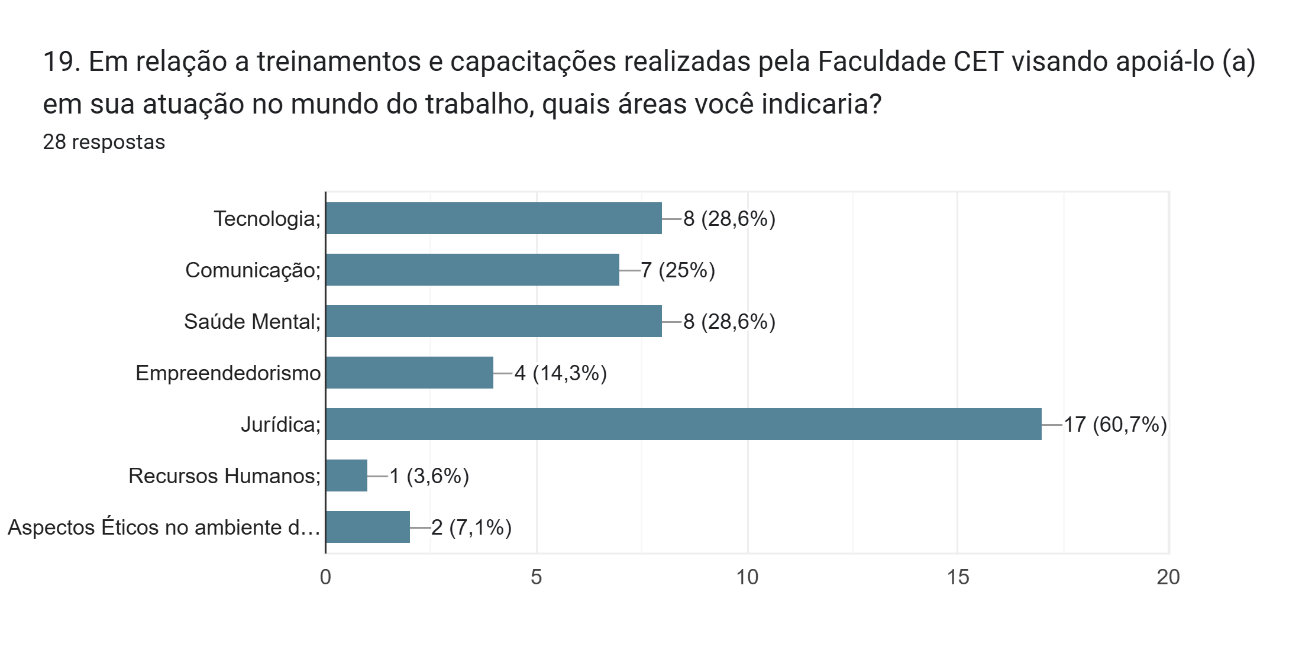 19. Em relação a treinamentos e capacitações realizadas pela Faculdade CET visando apoiá-lo (a)
em sua atuação no mundo do trabalho, quais áreas você indicaria?
28 respostas
Tecnologia; 8 (28,6%)
Comunicação; 7 (25%)
Saúde Mental; 8 (28,6%)
Empreendedorismo 4 (14,3%)
Jurídica; 17 (60,7%)
Recursos Humanos; 1 (3,6%)
Aspectos Éticos no ambiente d… 2 (7,1%)
0 5 10 15 20